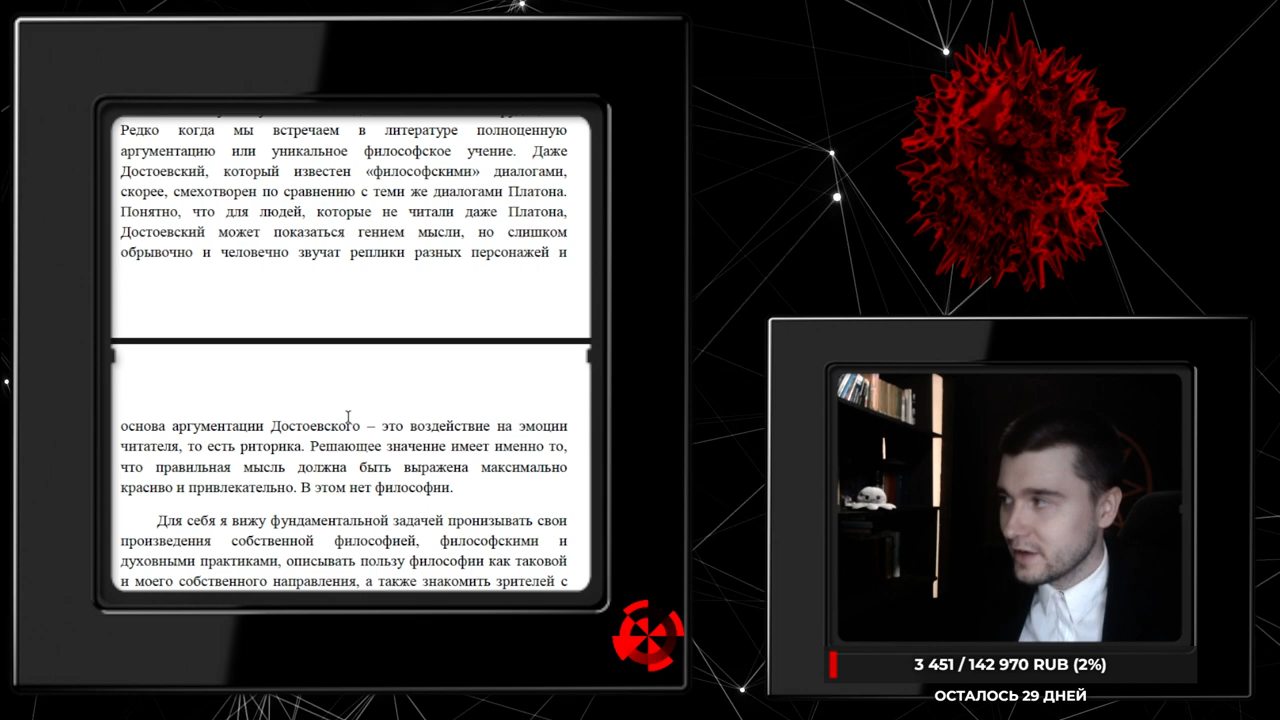 Редко когда мы встречаем в литературе полноценную
аргументацию или уникальное философское учение. Даже
Достоевский, который известен «философскими» диалогами,
скорее, смехотворен по сравнению с теми же диалогами Платона.
Понятно, что для людей, которые не читали даже Платона,
Достоевский может показаться гением мысли, но слишком
обрывочно и человечно звучат реплики разных персонажей и
основа аргументации Достоевского – это воздействие на эмоции
читателя, то есть риторика. Решающее значение имеет именно то,
что правильная мысль должна быть выражена максимально
красиво и привлекательно. В этом нет философии.
Для себя я вижу фундаментальной задачей пронизывать свои
произведения собственной философией, философскими и
духовными практиками, описывать пользу философии как таковой
и моего собственного направления, а также знакомить зрителей с
3 451 / 142 970 RUB (2%)
ОСТАЛОСЬ 29 ДНЕЙ